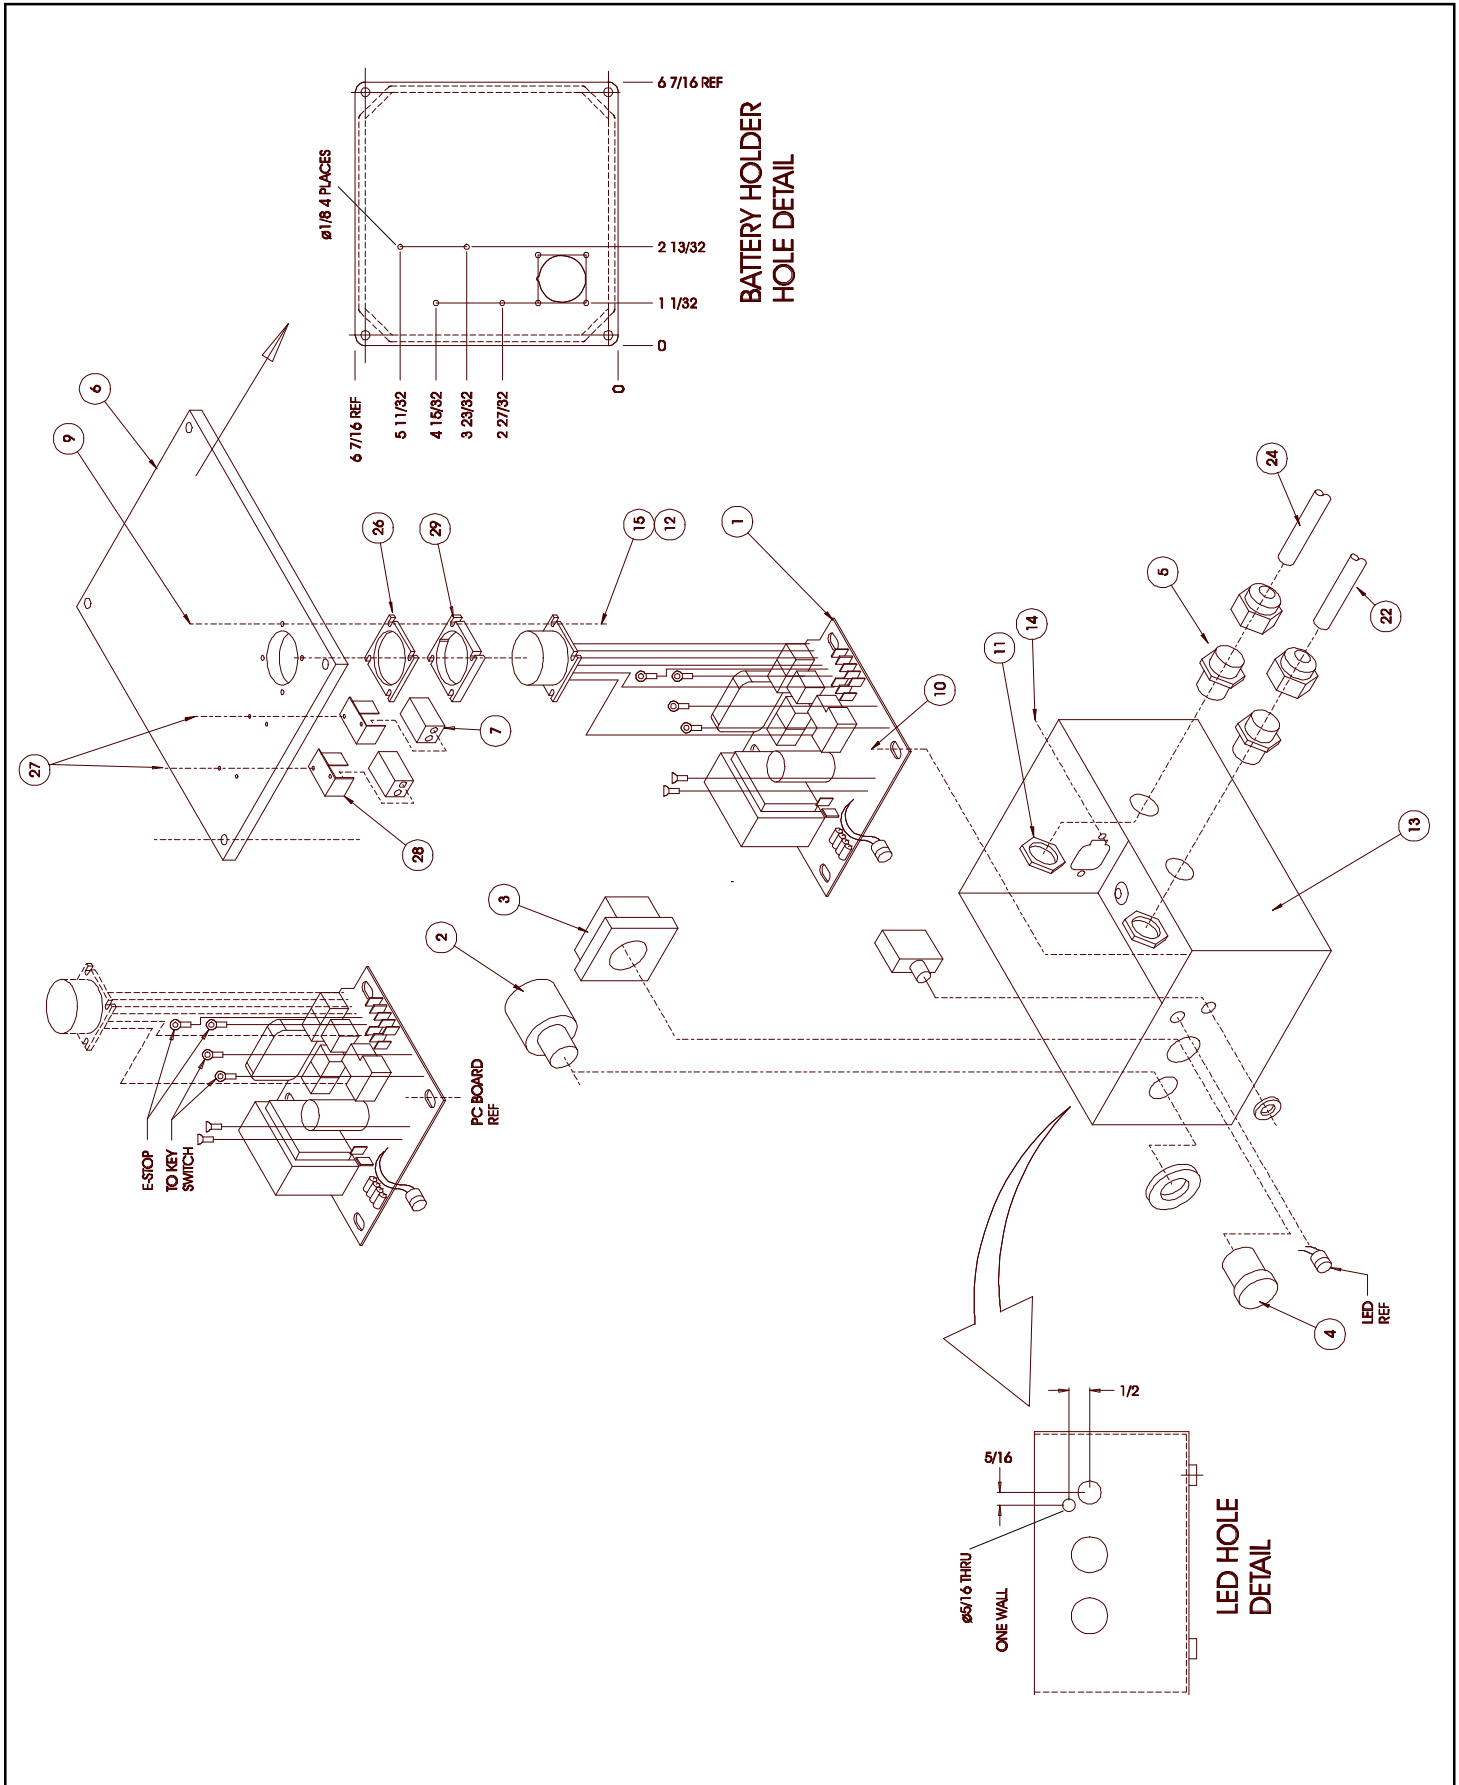 6 7/16 REF
ø1/8 4 PLACES
2 13/32
1 1/32
0
BATTERY HOLDER
HOLE DETAIL
6 7/16 REF
5 11/32
4 15/32
3 23/32
2 27/32
0
6
9
26
29
15
12
1
24
5
22
14
11
10
7
27
28
13
3
2
E-STOP
TO KEY
SWITCH
PC BOARD
REF
4
LED
REF
1/2
5/16
ø5/16 THRU
ONE WALL
LED HOLE
DETAIL